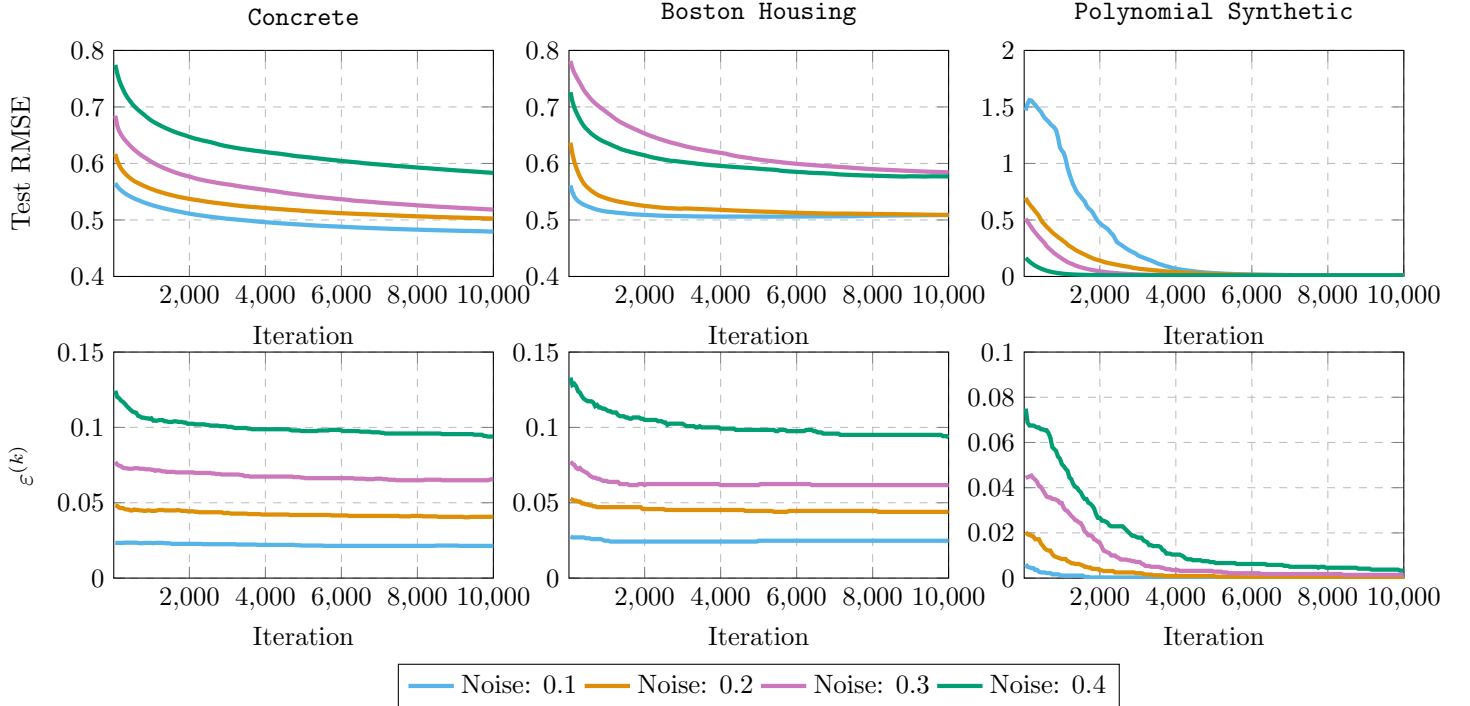 Concrete
Boston Housing
Polynomial Synthetic
Test RMSE
0.8
0.7
0.6
0.5
0.4
2,000 4,000 6,000 8,000 10,000
Iteration
0.8
0.7
0.6
0.5
0.4
2,000 4,000 6,000 8,000 10,000
Iteration
2
1.5
1
0.5
0
2,000 4,000 6,000 8,000 10,000
Iteration
ε^(k)
0.15
0.1
0.05
0
2,000 4,000 6,000 8,000 10,000
Iteration
0.15
0.1
0.05
0
2,000 4,000 6,000 8,000 10,000
Iteration
0.1
0.08
0.06
0.04
0.02
0
2,000 4,000 6,000 8,000 10,000
Iteration
Noise: 0.1 Noise: 0.2 Noise: 0.3 Noise: 0.4